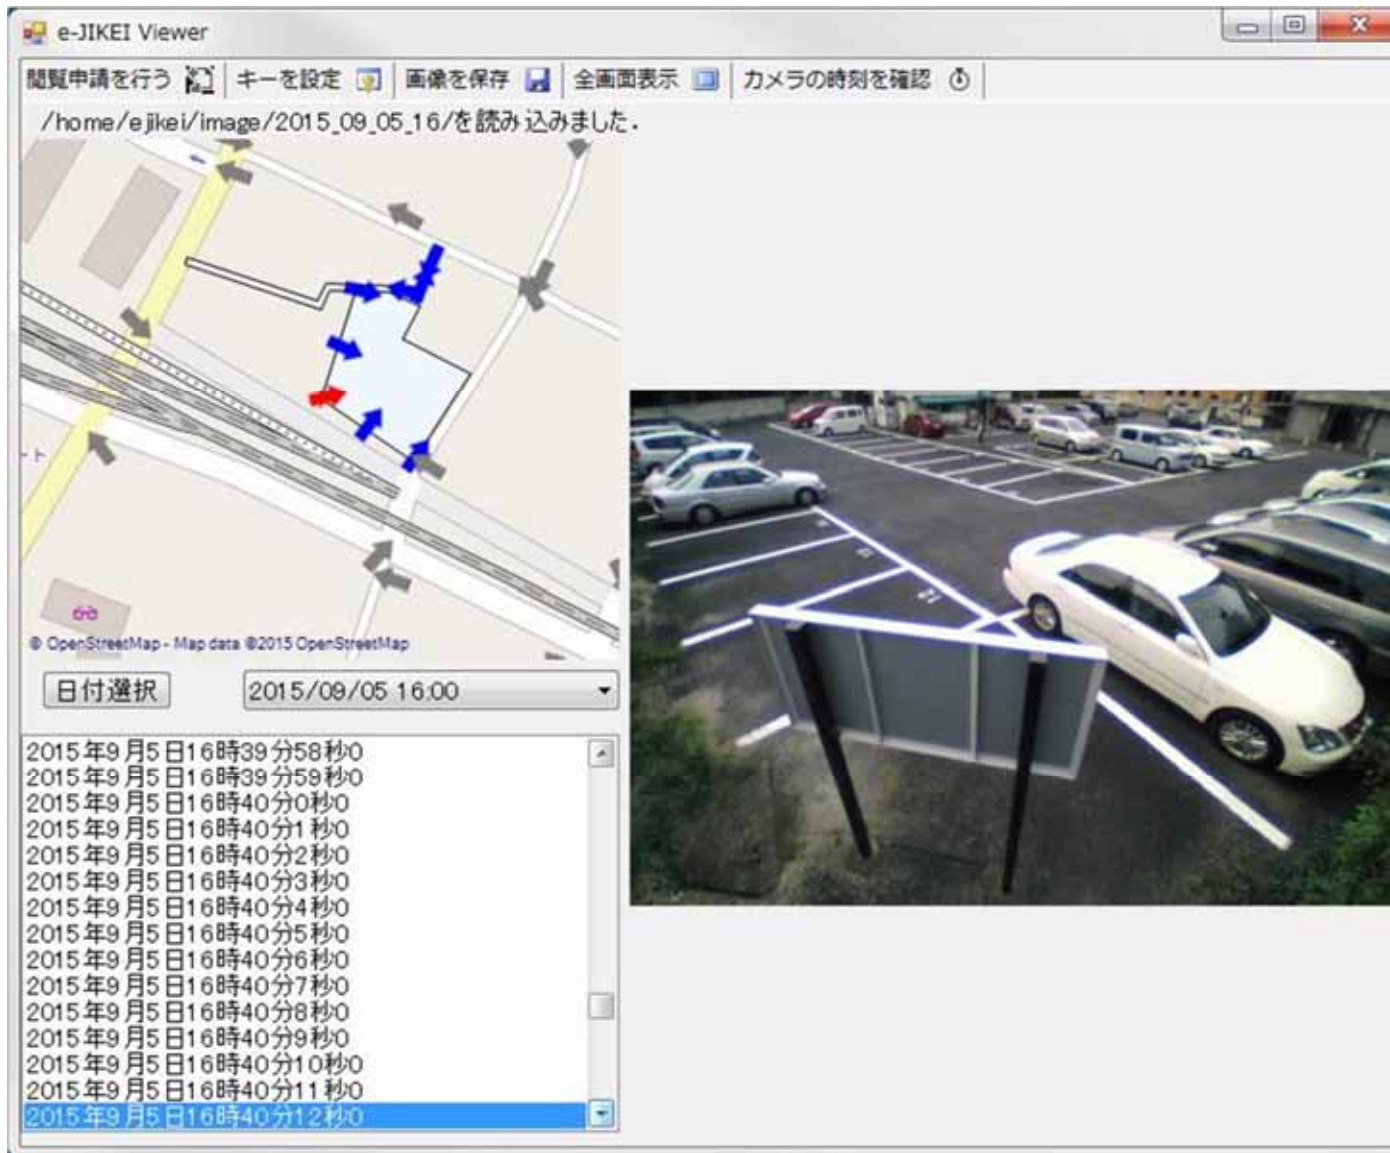 e-JIKEI Viewer
閲覧申請を行う キーを設定 画像を保存 全画面表示 カメラの時刻を確認
/home/ejikei/image/2015_09_05_16/を読み込みました.
ート
© OpenStreetMap - Map data ©2015 OpenStreetMap
日付選択 2015/09/05 16:00
2015年9月5日16時39分58秒0
2015年9月5日16時39分59秒0
2015年9月5日16時40分0秒0
2015年9月5日16時40分1秒0
2015年9月5日16時40分2秒0
2015年9月5日16時40分3秒0
2015年9月5日16時40分4秒0
2015年9月5日16時40分5秒0
2015年9月5日16時40分6秒0
2015年9月5日16時40分7秒0
2015年9月5日16時40分8秒0
2015年9月5日16時40分9秒0
2015年9月5日16時40分10秒0
2015年9月5日16時40分11秒0
2015年9月5日16時40分12秒0